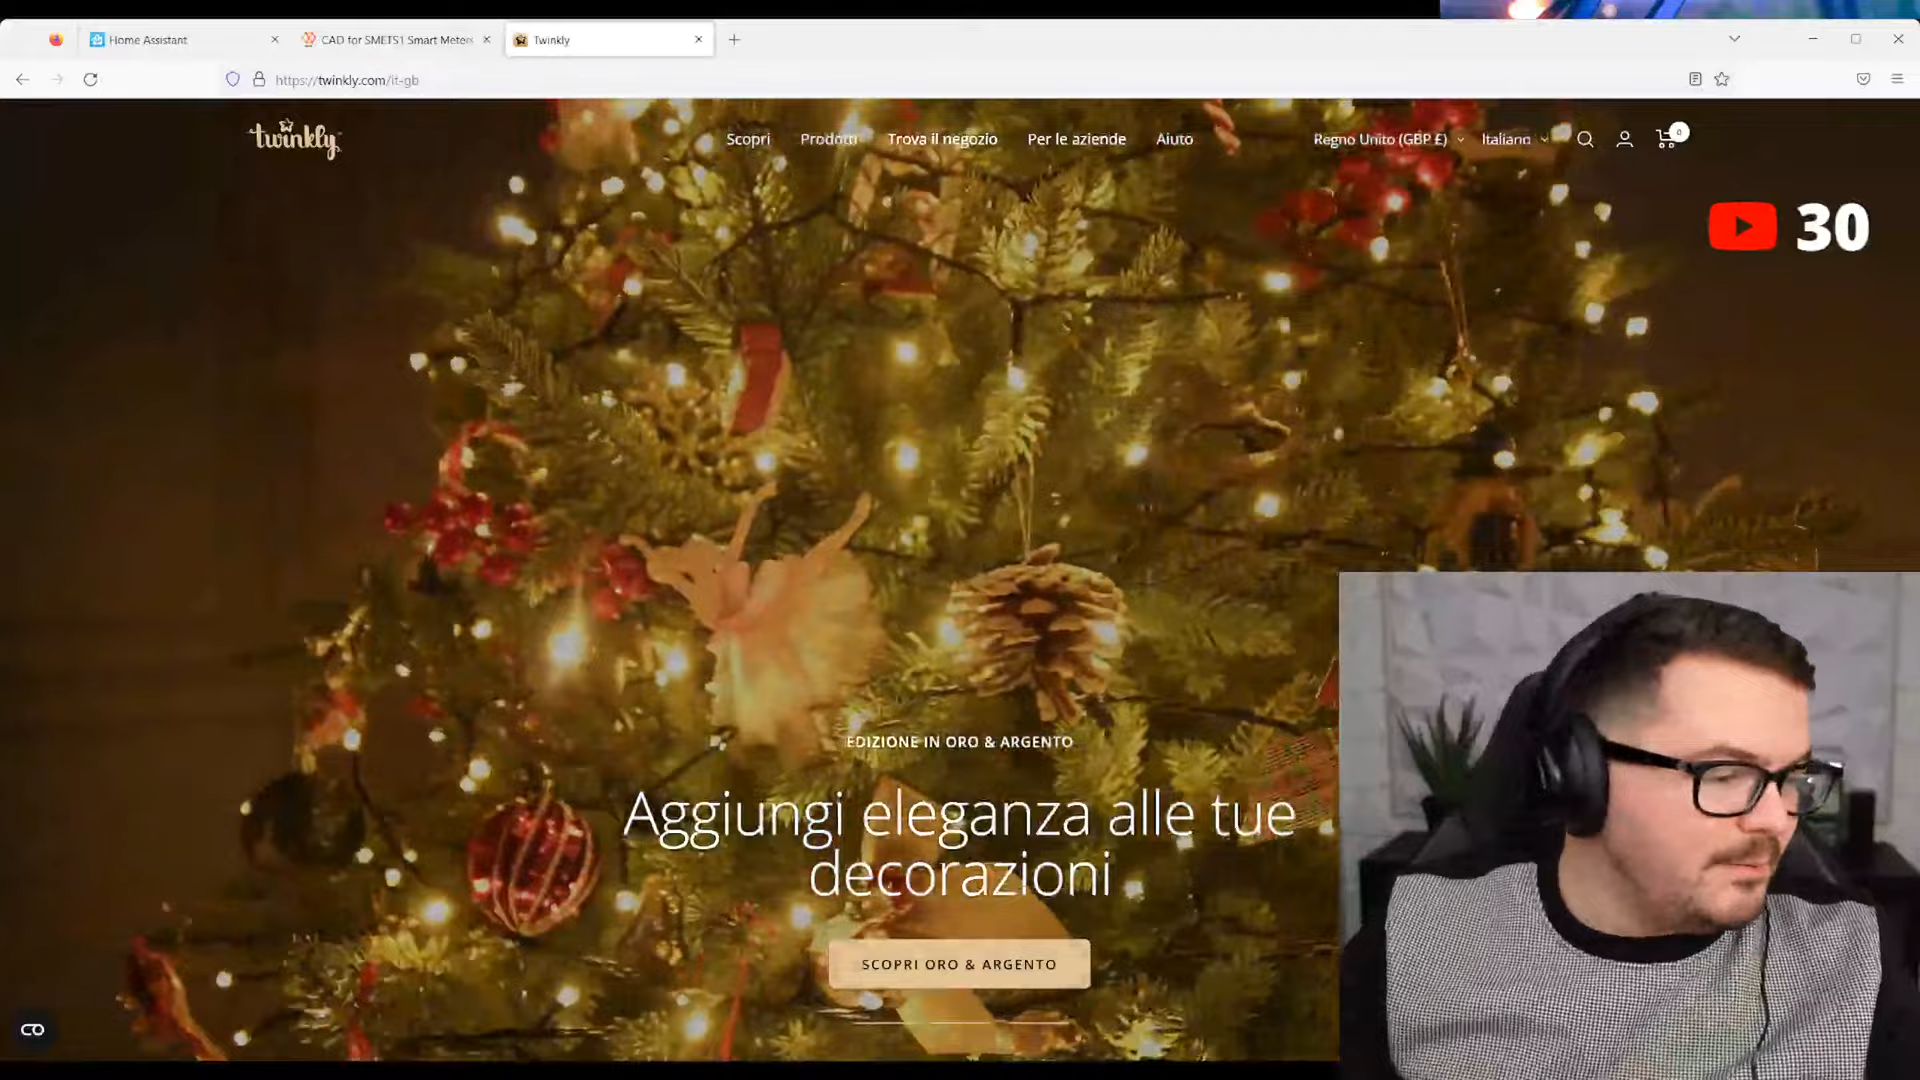 Home Assistant
CAD for SMETS1 Smart Meters
Twinkly
https://twinkly.com/it-gb
twinkly
Scopri
Prodotti
Trova il negozio
Per le aziende
Aiuto
Regno Unito (GBP £)
Italiano
0
30
EDIZIONE IN ORO & ARGENTO
Aggiungi eleganza alle tue
decorazioni
SCOPRI ORO & ARGENTO